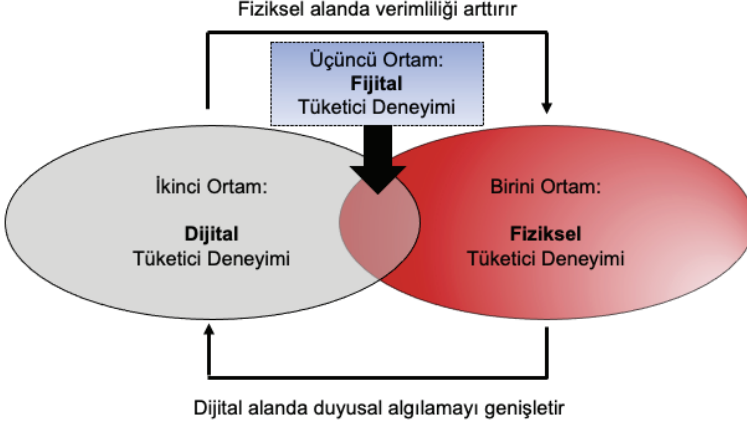 Fiziksel alanda verimliliği arttırır
Üçüncü Ortam:
Fijital
Tüketici Deneyimi
İkinci Ortam:
Dijital
Tüketici Deneyimi
Birini Ortam:
Fiziksel
Tüketici Deneyimi
Dijital alanda duyusal algılamayı genişletir